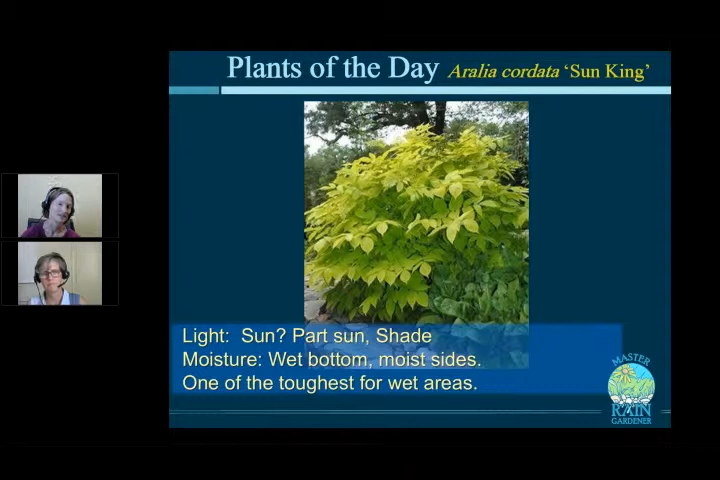 Plants of the Day Aralia cordata ‘Sun King’
Light: Sun? Part sun, Shade
Moisture: Wet bottom, moist sides.
One of the toughest for wet areas.
MASTER
RAIN
GARDENER